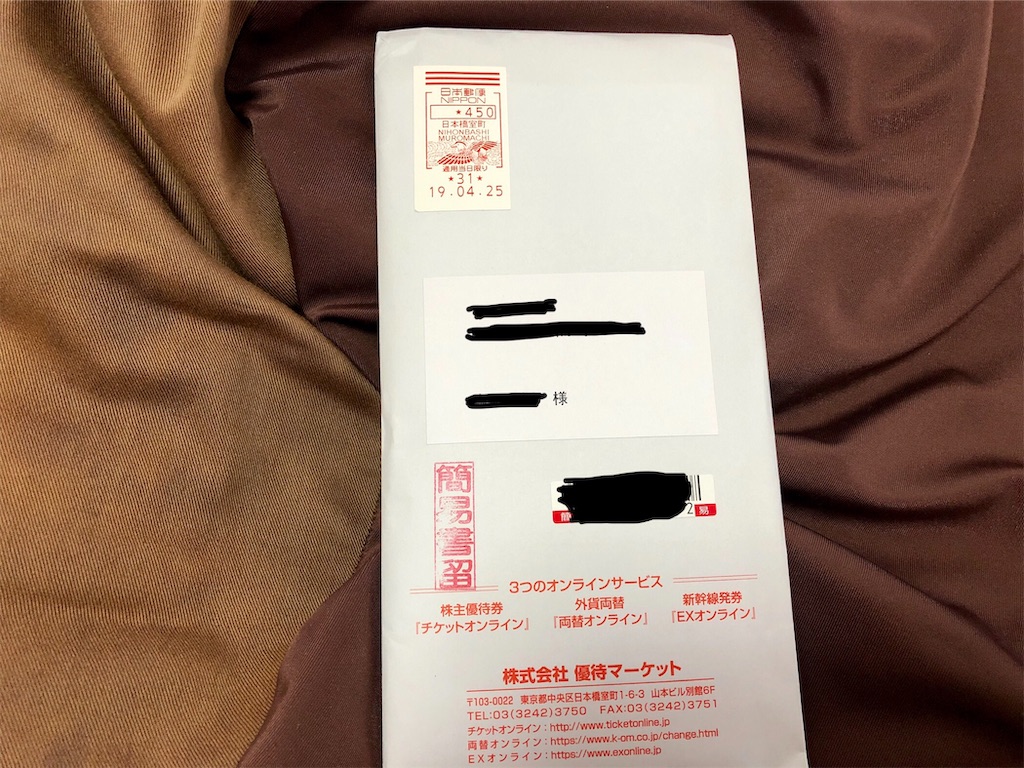 日本郵便
NIPPON
*450
日本橋室町
NIHONBASHI
MUROMACHI
適用当日限り
*31*
19.04.25
様
簡易書留
簡
2 易
3つのオンラインサービス
株主優待券 外貨両替 新幹線発券
『チケットオンライン』 『両替オンライン』 『EXオンライン』
株式会社 優待マーケット
〒103-0022 東京都中央区日本橋室町1-6-3 山本ビル別館6F
TEL:03(3242)3750 FAX:03(3242)3751
チケットオンライン：http://www.ticketonline.jp
両替オンライン：https://www.k-om.co.jp/change.html
EXオンライン：https://www.exonline.jp